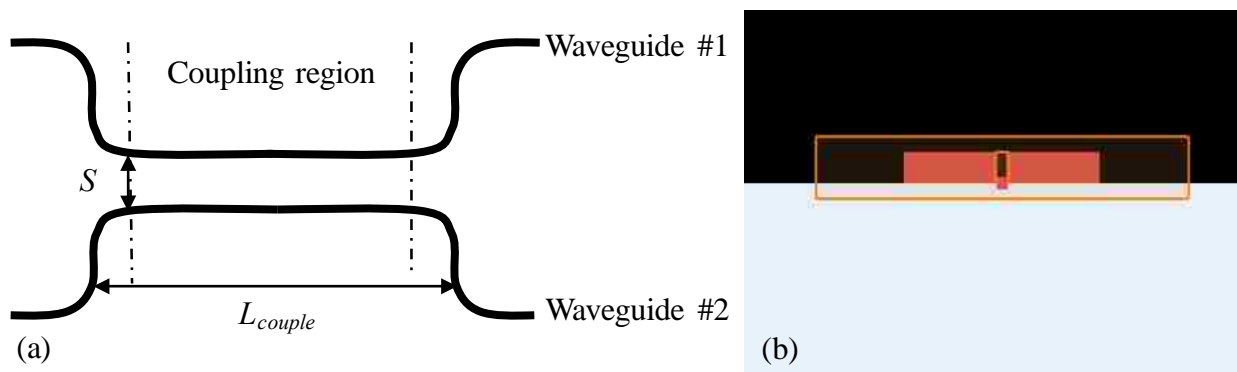 Waveguide #1
Coupling region
S
L_couple
Waveguide #2
(a)
(b)